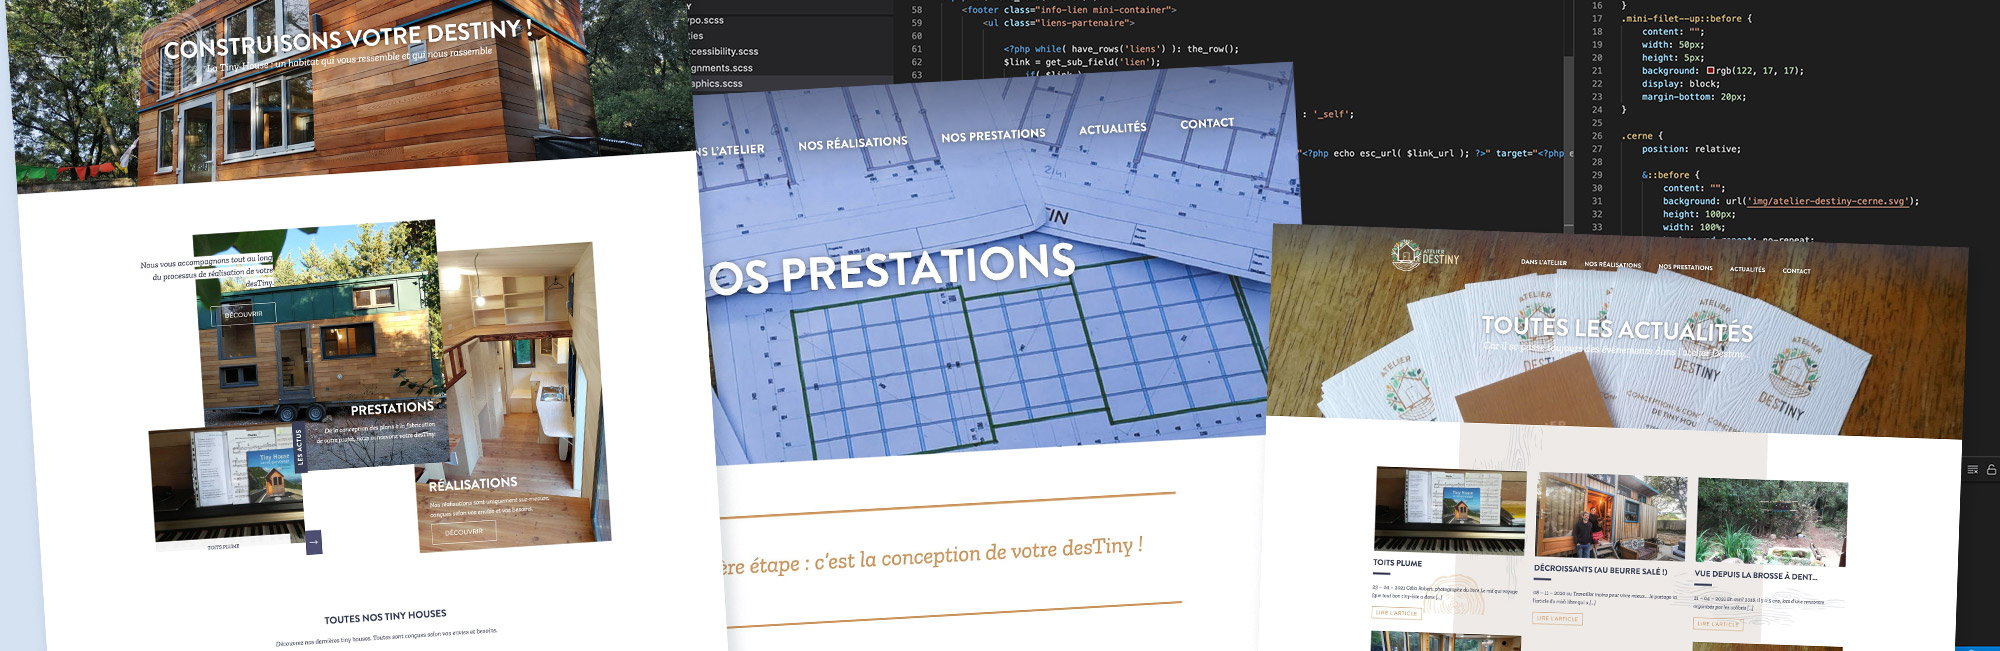 CONSTRUISONS VOTRE DESTINY !
La Tiny House : un habitat qui vous ressemble et qui nous rassemble
Nous vous accompagnons tout au long
du processus de réalisation de votre
desTiny.
DÉCOUVRIR
PRESTATIONS
De la conception des plans à la fabrication
de votre projet, nous concevons votre desTiny.
LES ACTUS
Tiny House
TOITS PLUME
→
RÉALISATIONS
Nos réalisations sont uniquement sur-mesure,
conçues selon vos envies et vos besoins.
DÉCOUVRIR
TOUTES NOS TINY HOUSES
Découvrez nos dernières tiny houses. Toutes sont conçues selon vos envies et besoins.
ypo.scss
ties
ccessibility.scss
gnments.scss
aphics.scss
58 <footer class="info-lien mini-container">
59 <ul class="liens-partenaire">
60
61 <?php while( have_rows('liens') ): the_row();
62 $link = get_sub_field('lien');
63 if( $link )
: '_self';
"<?php echo esc_url( $link_url ); ?>" target="<?php e
NS L'ATELIER
NOS RÉALISATIONS
NOS PRESTATIONS
ACTUALITÉS
CONTACT
OS PRESTATIONS
ère étape : c'est la conception de votre desTiny !
16 }
17 .mini-filet--up::before {
18 content: "";
19 width: 50px;
20 height: 5px;
21 background: rgb(122, 17, 17);
22 display: block;
23 margin-bottom: 20px;
24 }
25
26 .cerne {
27 position: relative;
28
29 &::before {
30 content: "";
31 background: url('img/atelier-destiny-cerne.svg');
32 height: 100px;
33 width: 100%;
ATELIER
DESTINY
DANS L'ATELIER
NOS RÉALISATIONS
NOS PRESTATIONS
ACTUALITÉS
CONTACT
TOUTES LES ACTUALITÉS
Car il se passe toujours des événements dans l'atelier Destiny...
ATELIER
DESTINY
TOITS PLUME
LIRE L'ARTICLE
DÉCROISSANTS (AU BEURRE SALÉ !)
LIRE L'ARTICLE
VUE DEPUIS LA BROSSE À DENT...
LIRE L'ARTICLE